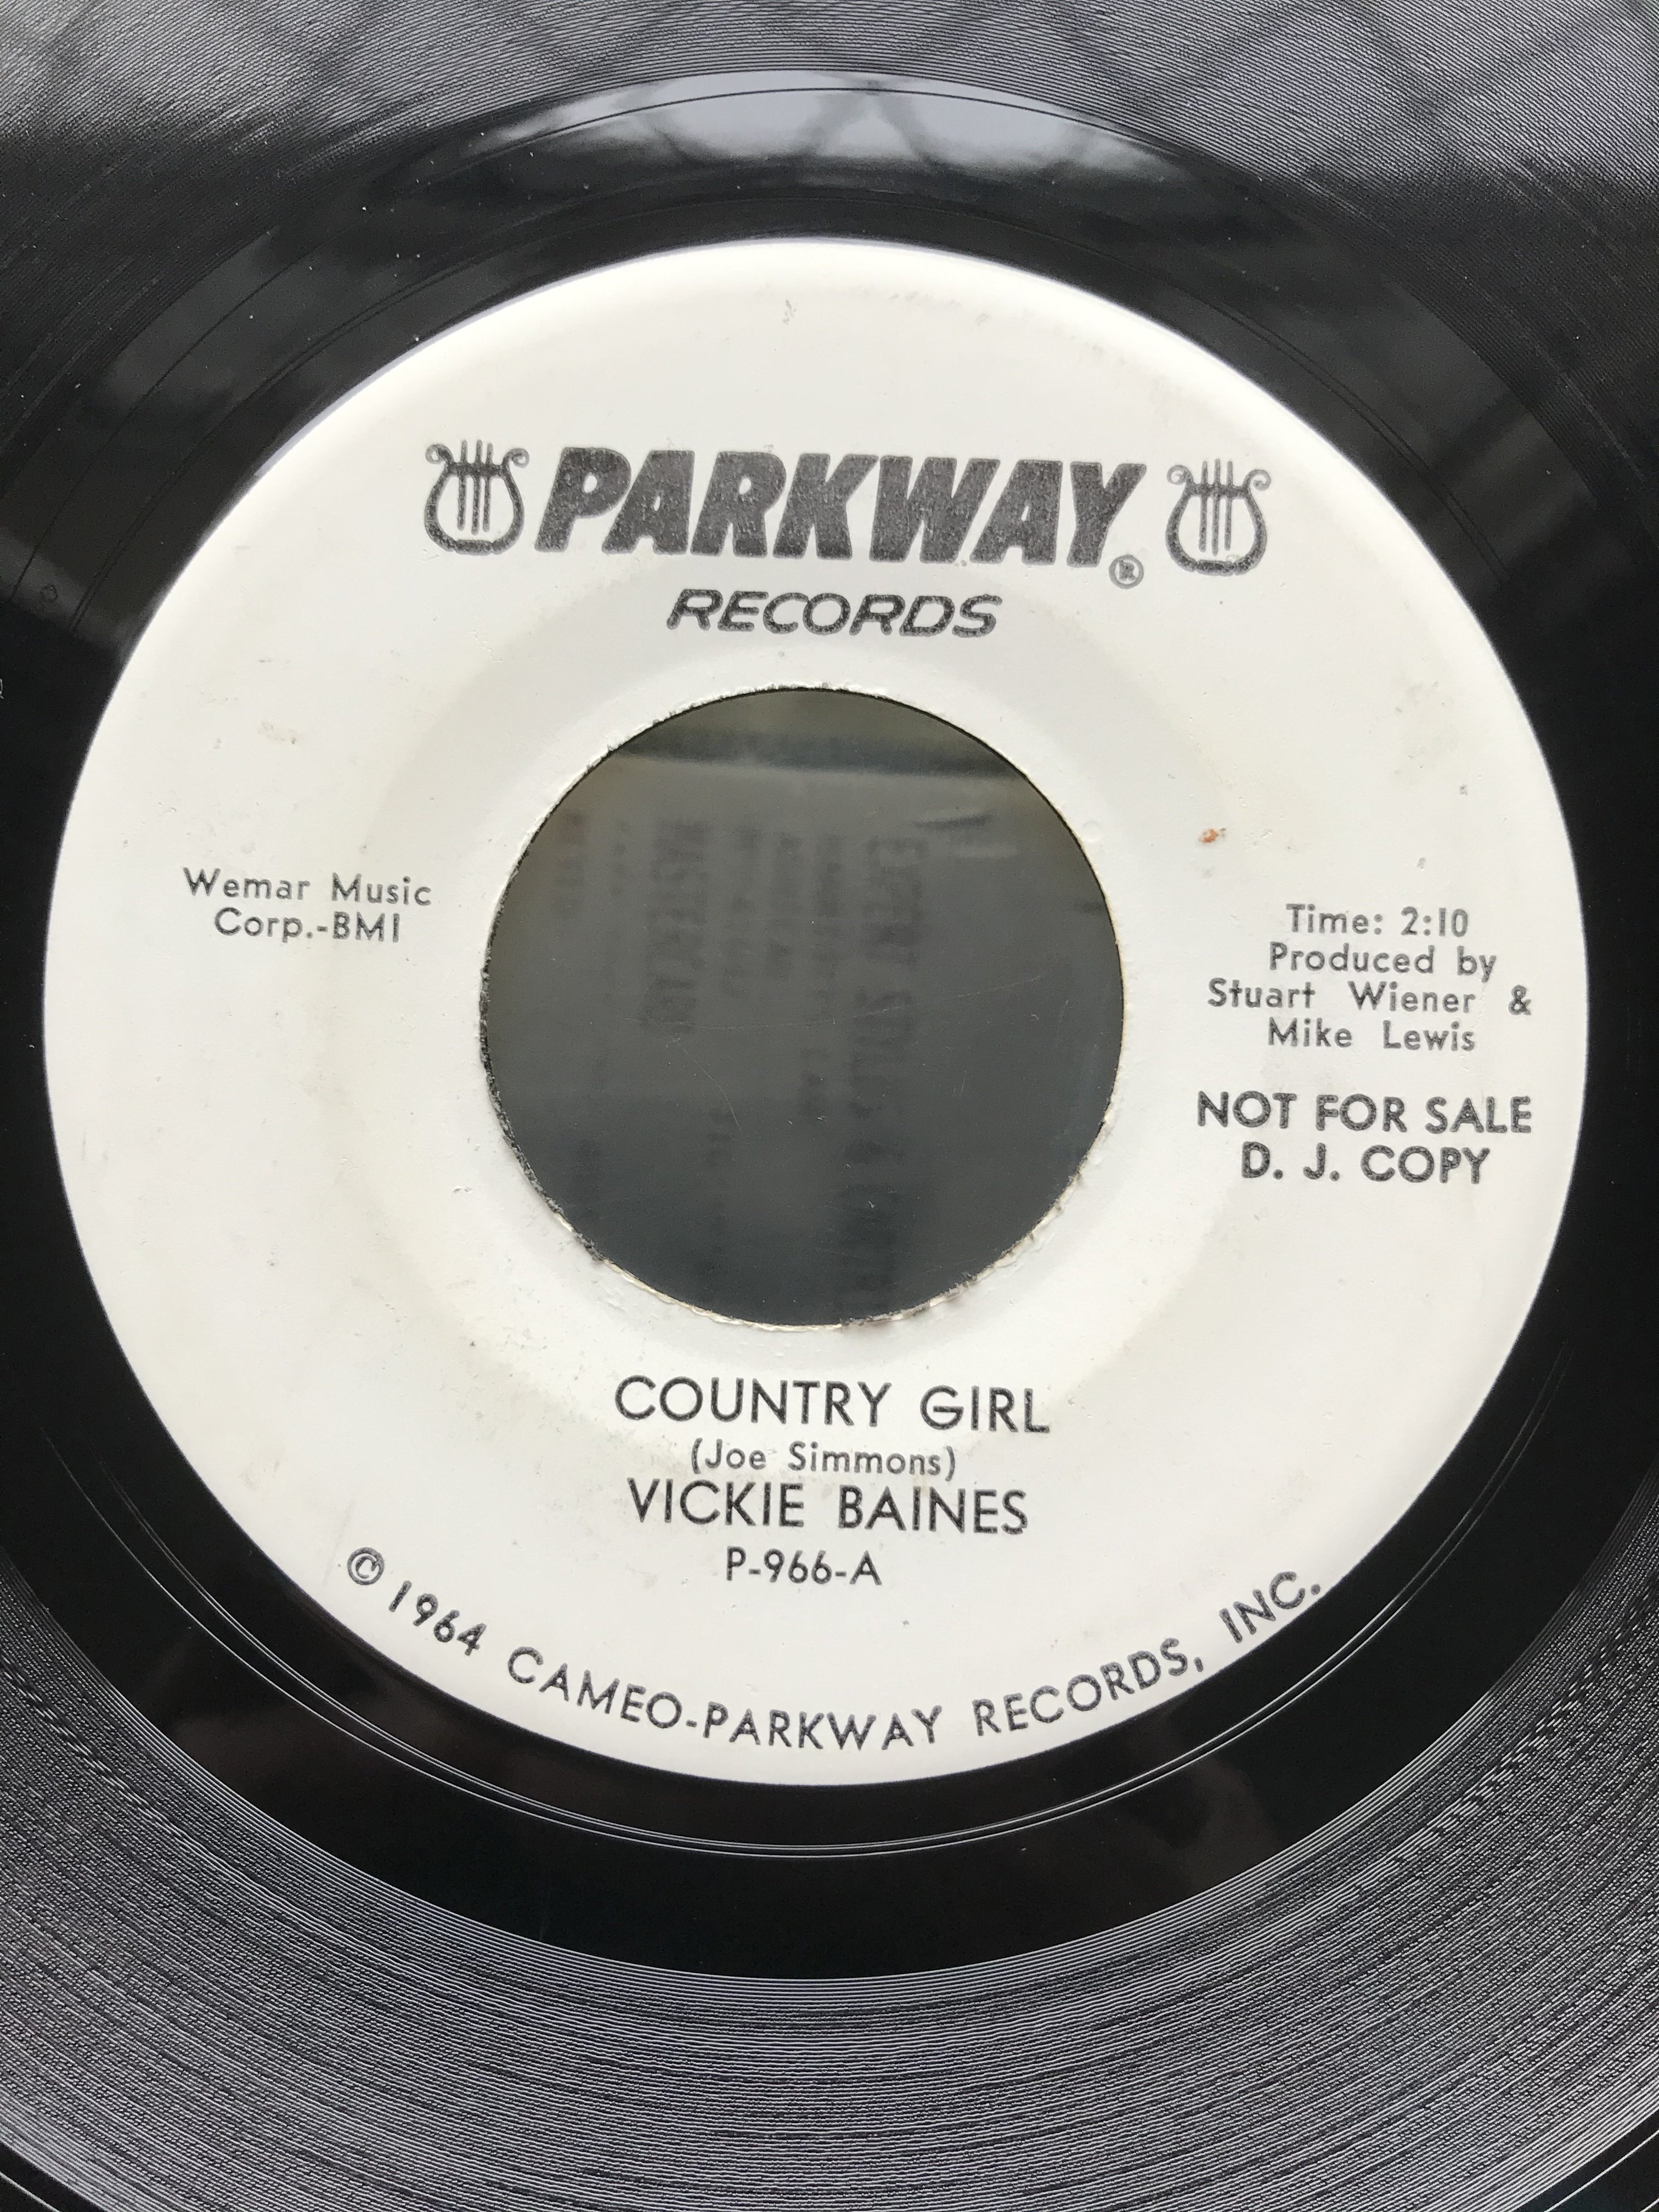 PARKWAY®
RECORDS
Wemar Music
Corp.-BMI
Time: 2:10
Produced by
Stuart Wiener &
Mike Lewis
NOT FOR SALE
D. J. COPY
COUNTRY GIRL
(Joe Simmons)
VICKIE BAINES
P-966-A
© 1964 CAMEO-PARKWAY RECORDS, INC.